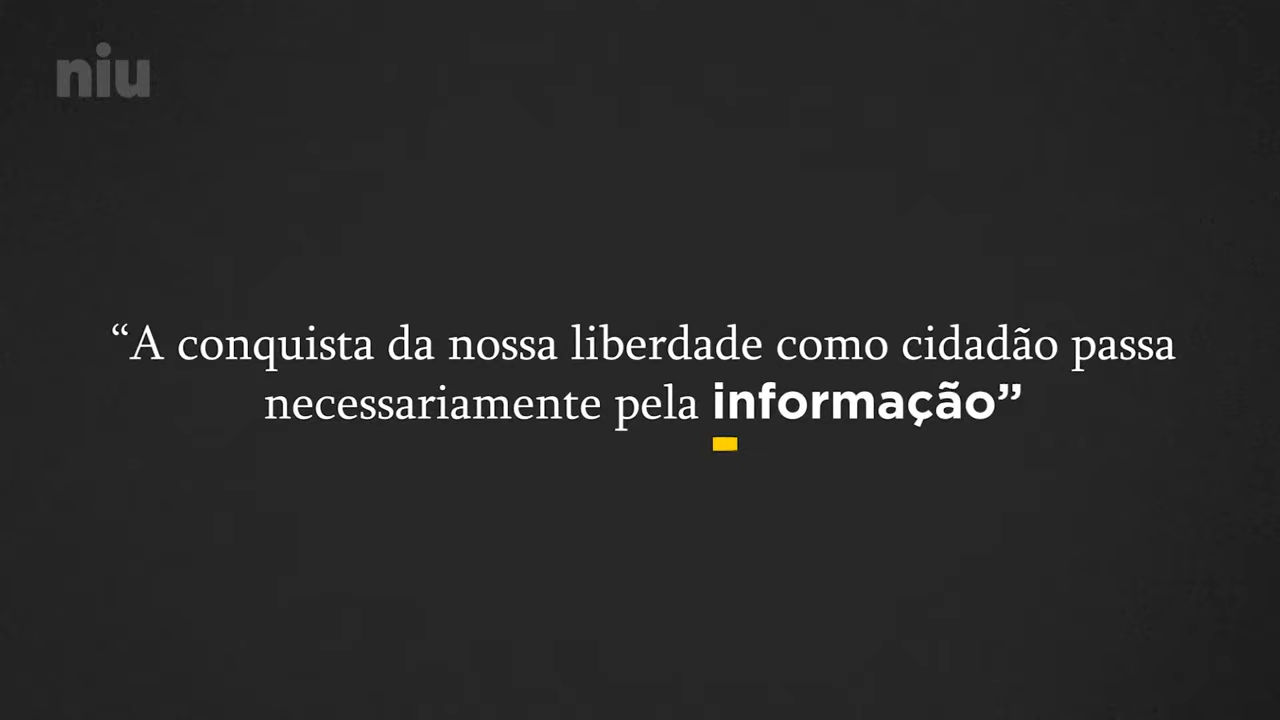 niu
“A conquista da nossa liberdade como cidadão passa
necessariamente pela informação”